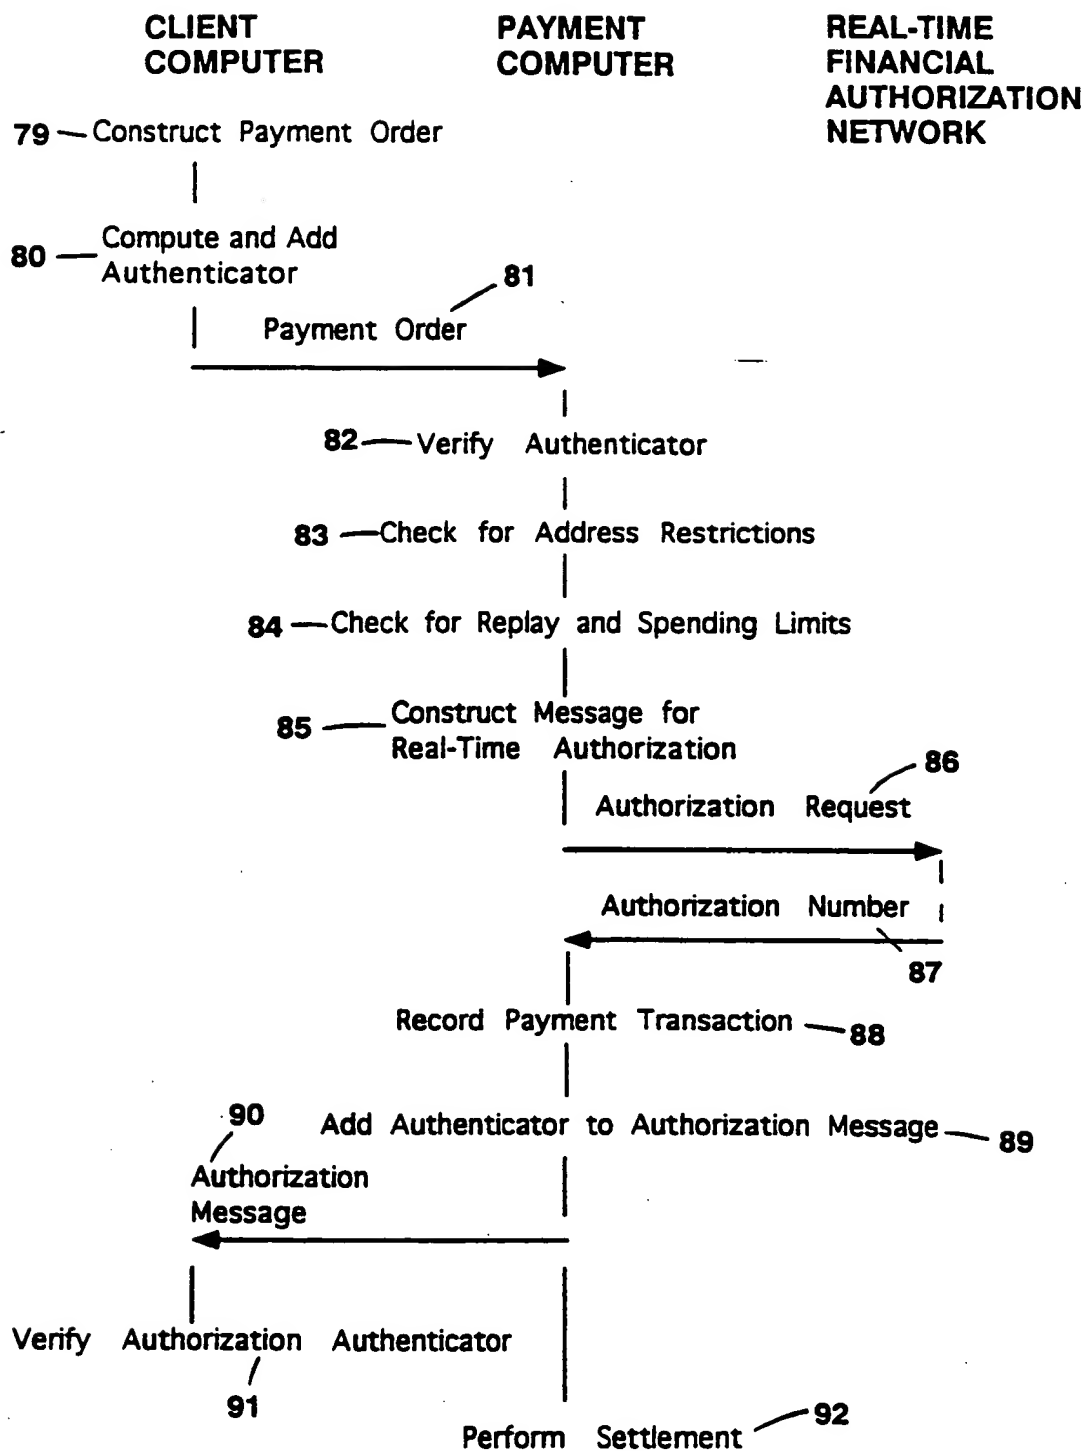 CLIENT
COMPUTER
PAYMENT
COMPUTER
REAL-TIME
FINANCIAL
AUTHORIZATION
NETWORK
79 Construct Payment Order
80 Compute and Add
Authenticator
81
Payment Order
82 Verify Authenticator
83 Check for Address Restrictions
84 Check for Replay and Spending Limits
85 Construct Message for
Real-Time Authorization
86
Authorization Request
Authorization Number
87
Record Payment Transaction 88
90
Add Authenticator to Authorization Message 89
Authorization
Message
Verify Authorization Authenticator
91
92
Perform Settlement